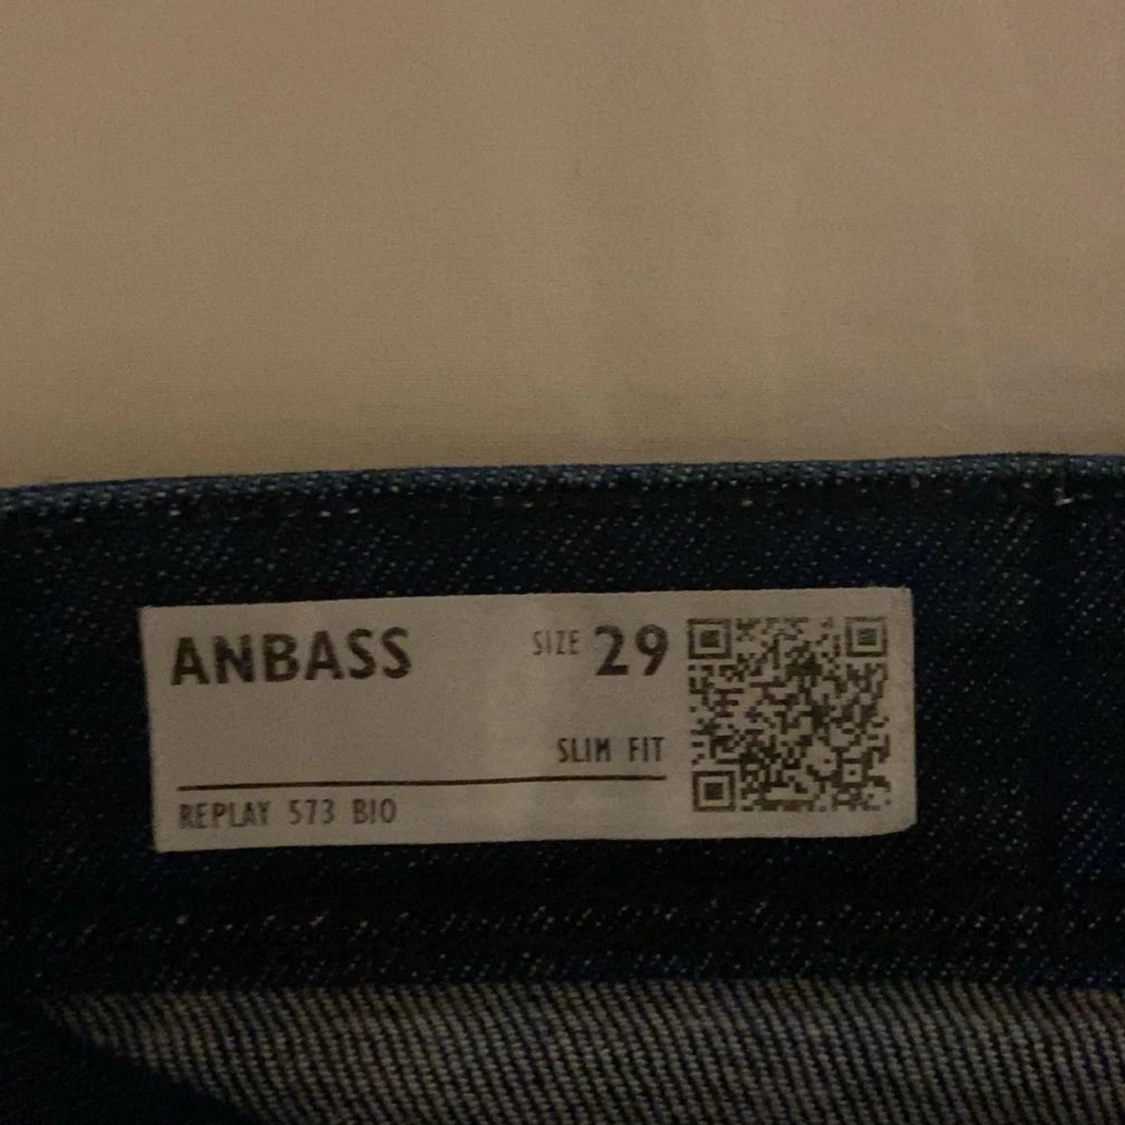 ANBASS
SIZE 29
SLIM FIT
REPLAY 573 BIO